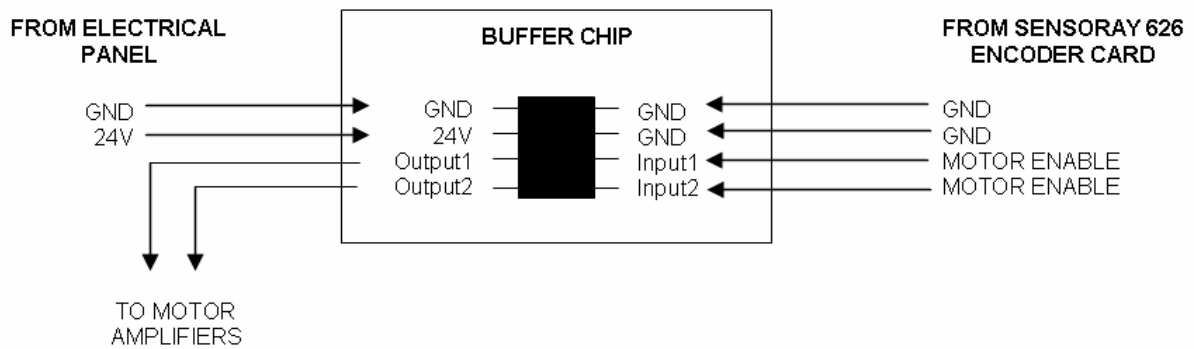 FROM ELECTRICAL
PANEL
BUFFER CHIP
FROM SENSORAY 626
ENCODER CARD
GND
24V
GND
24V
Output1
Output2
GND
GND
Input1
Input2
GND
GND
MOTOR ENABLE
MOTOR ENABLE
TO MOTOR
AMPLIFIERS